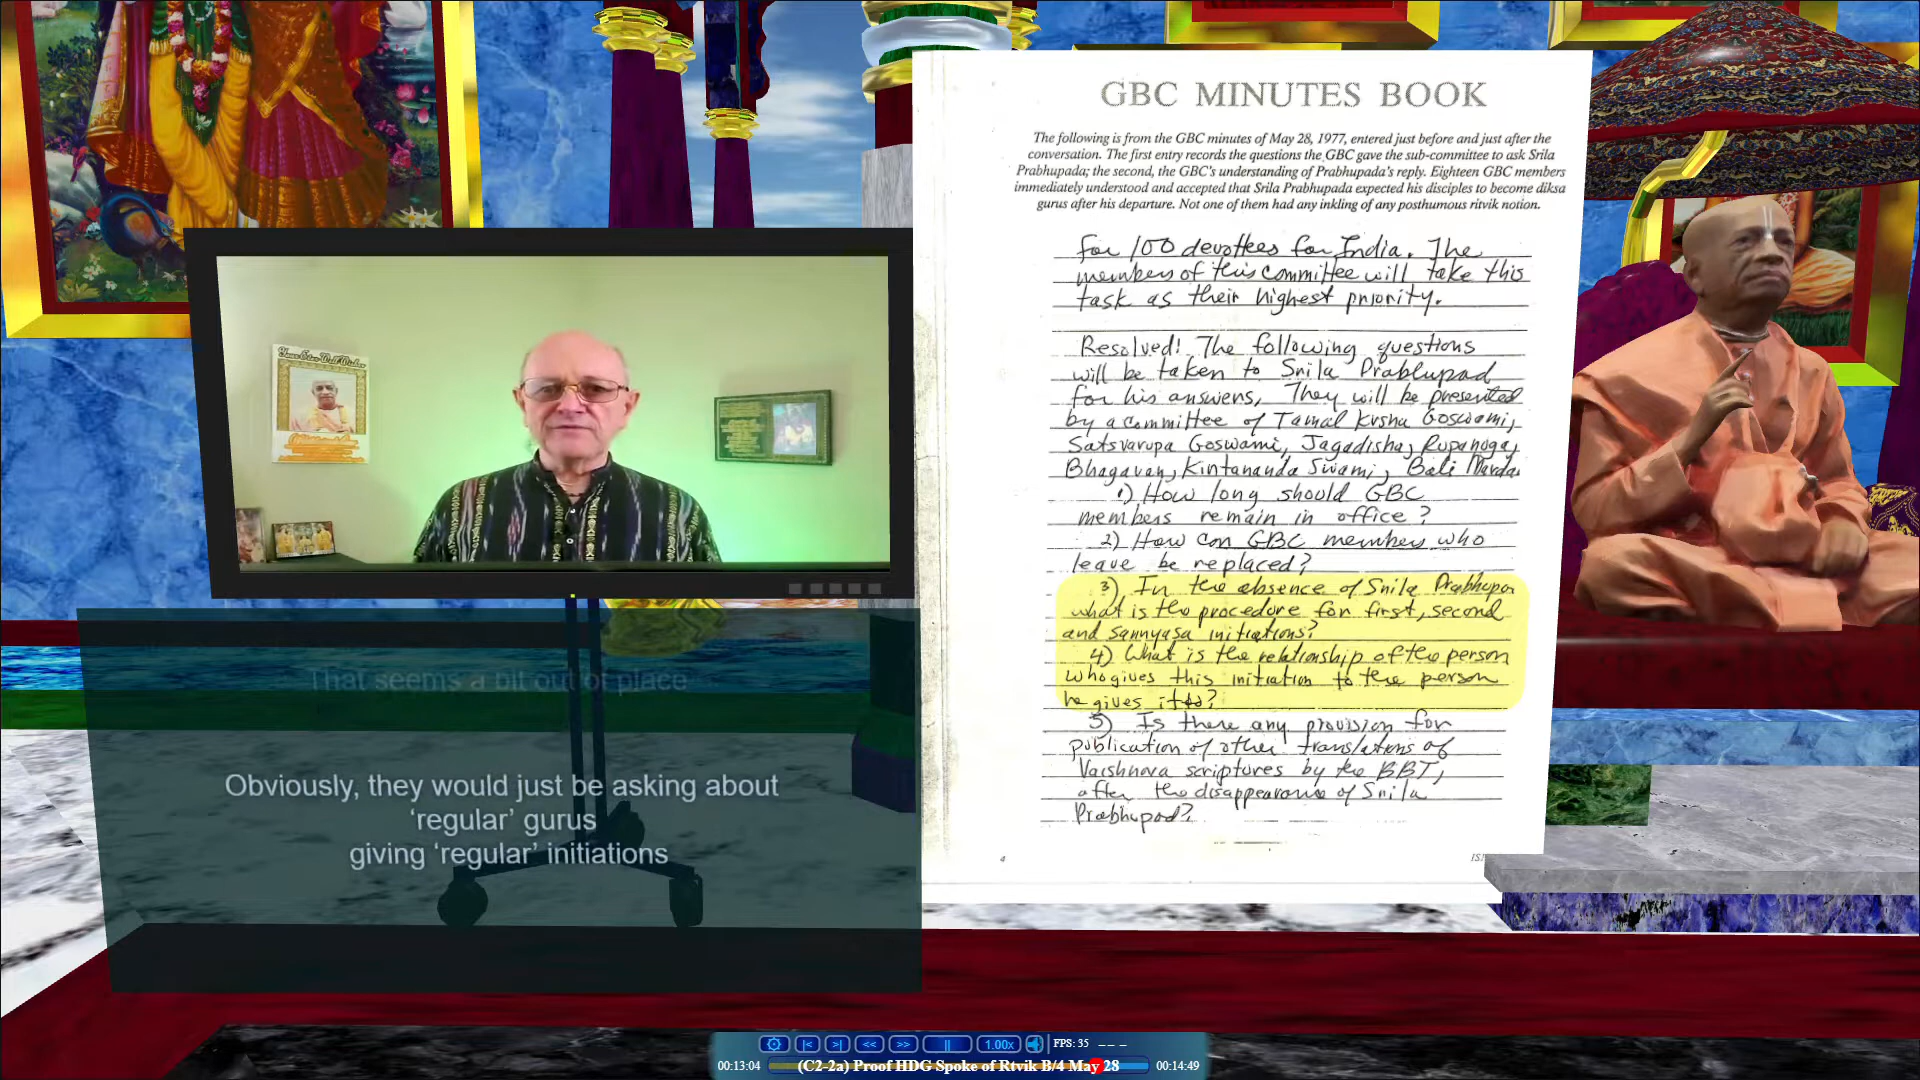 GBC MINUTES BOOK
The following is from the GBC minutes of May 28, 1977, entered just before and just after the
conversation. The first entry records the questions the GBC gave the sub-committee to ask Srila
Prabhupada; the second, the GBC's understanding of Prabhupada's reply. Eighteen GBC members
immediately understood and accepted that Srila Prabhupada expected his disciples to become diksa
gurus after his departure. Not one of them had any inkling of any posthumous ritvik notion.
for 100 devottees for India. The
members of this committee will take this
task as their highest priority.
Resolved! The following questions
will be taken to Srila Prabhupad
for his answers, They will be presented
by a committee of Tamal Krsna Goswami,
Satsvarupa Goswami, Jagadisha, Rupanoga,
Bhagavan, Kirtananda Swami, Bali Mardan
1) How long should GBC
members remain in office?
2) How can GBC members who
leave be replaced?
3) In the absence of Srila Prabhupa
what is the procedure for first, second
and sannyasa initiations?
4) What is the relationship of the person
who gives this initiation to the person
he gives it to?
5) Is there any provision for
publication of other translations of
Vaishnava scriptures by the BBT,
after the disappearance of Srila
Prabhupad?
4
Your Ever Well Wisher
That seems a bit out of place
Obviously, they would just be asking about
‘regular’ gurus
giving ‘regular’ initiations
|< >| << >> || 1.00x FPS: 35 _ _ _
00:13:04 (C2-2a) Proof HDG Spoke of Rtvik B/4 May 28 00:14:49